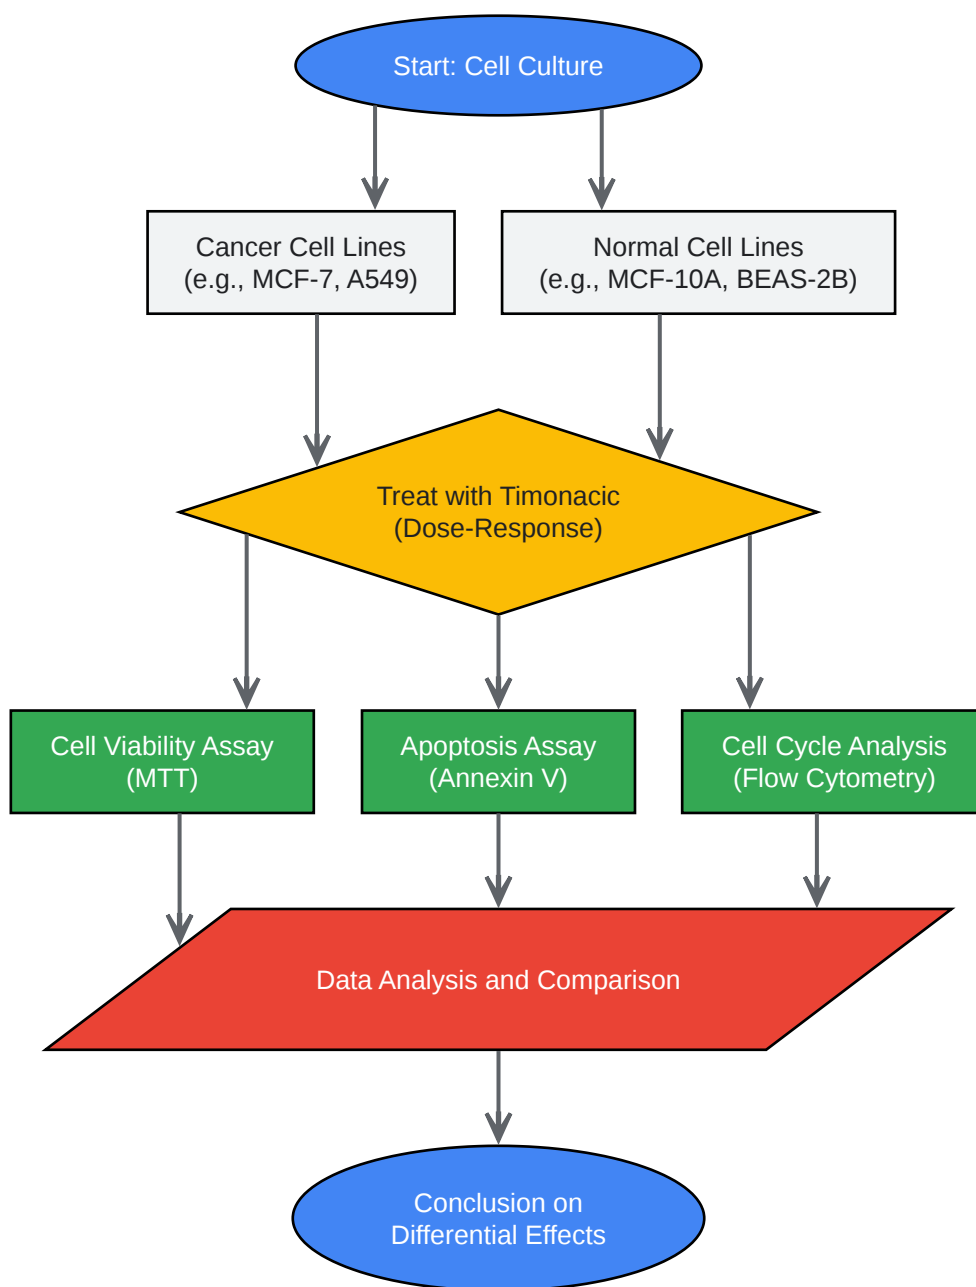 Start: Cell Culture
Cancer Cell Lines
(e.g., MCF-7, A549)
Normal Cell Lines
(e.g., MCF-10A, BEAS-2B)
Treat with Timonacic
(Dose-Response)
Cell Viability Assay
(MTT)
Apoptosis Assay
(Annexin V)
Cell Cycle Analysis
(Flow Cytometry)
Data Analysis and Comparison
Conclusion on
Differential Effects